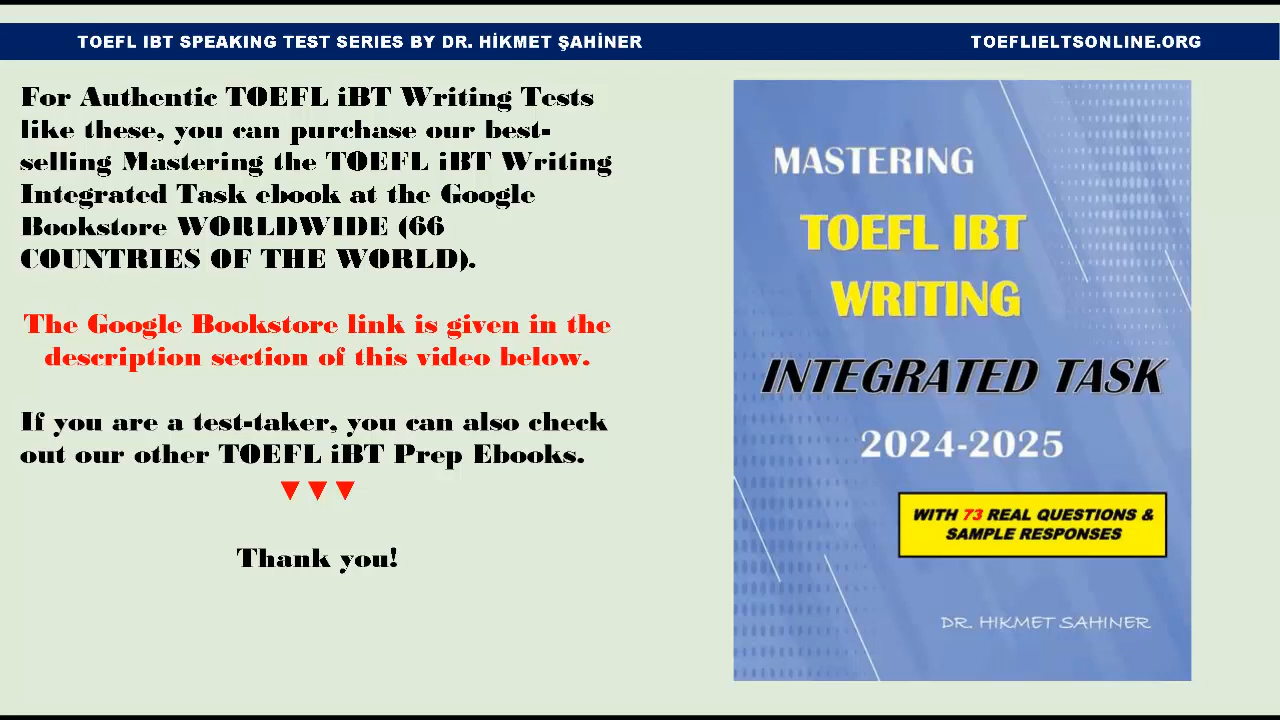 TOEFL IBT SPEAKING TEST SERIES BY DR. HİKMET ŞAHİNER
TOEFLIELTSONLINE.ORG
For Authentic TOEFL iBT Writing Tests
like these, you can purchase our best-
selling Mastering the TOEFL iBT Writing
Integrated Task ebook at the Google
Bookstore WORLDWIDE (66
COUNTRIES OF THE WORLD).
The Google Bookstore link is given in the
description section of this video below.
If you are a test-taker, you can also check
out our other TOEFL iBT Prep Ebooks.
Thank you!
MASTERING
TOEFL IBT
WRITING
INTEGRATED TASK
2024-2025
WITH 73 REAL QUESTIONS &
SAMPLE RESPONSES
DR. HIKMET SAHINER